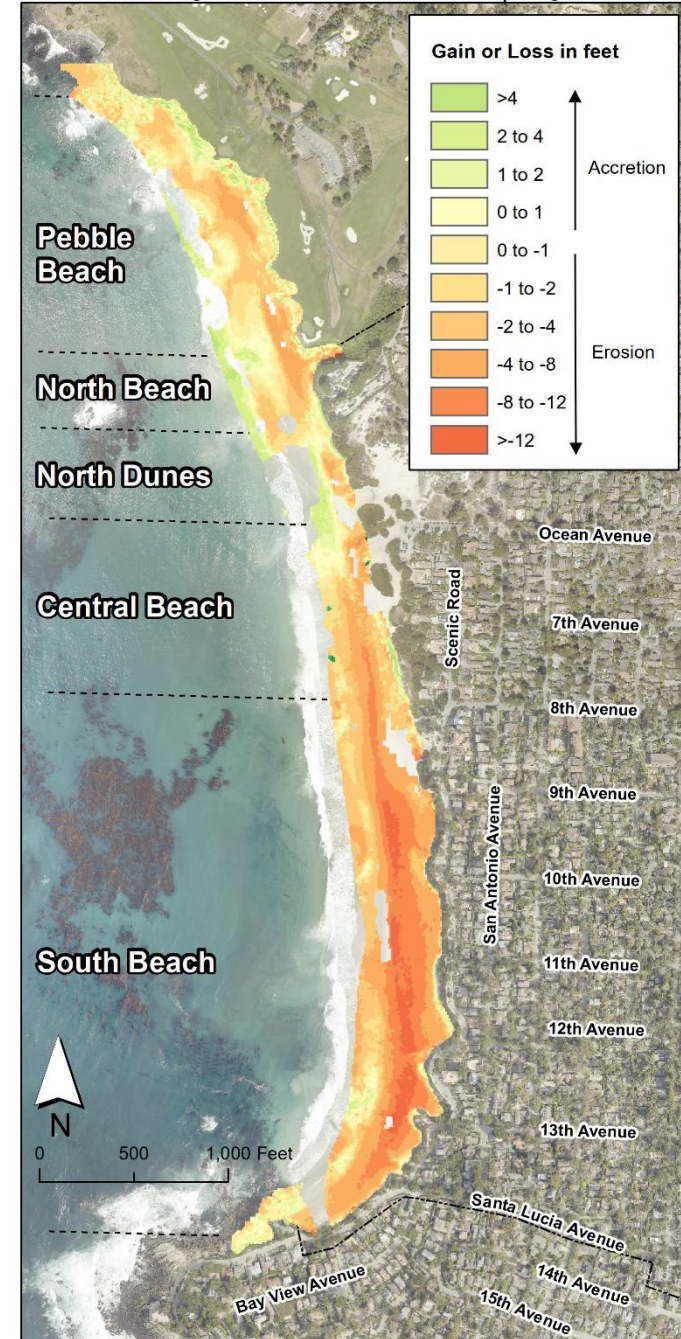 Gain or Loss in feet
>4
2 to 4
1 to 2
0 to 1
0 to -1
-1 to -2
-2 to -4
-4 to -8
-8 to -12
>-12
Accretion
Erosion
Pebble
Beach
North Beach
North Dunes
Central Beach
South Beach
Ocean Avenue
Scenic Road
7th Avenue
8th Avenue
9th Avenue
San Antonio Avenue
10th Avenue
11th Avenue
12th Avenue
13th Avenue
N
0 500 1,000 Feet
Santa Lucia Avenue
14th Avenue
Bay View Avenue
15th Avenue